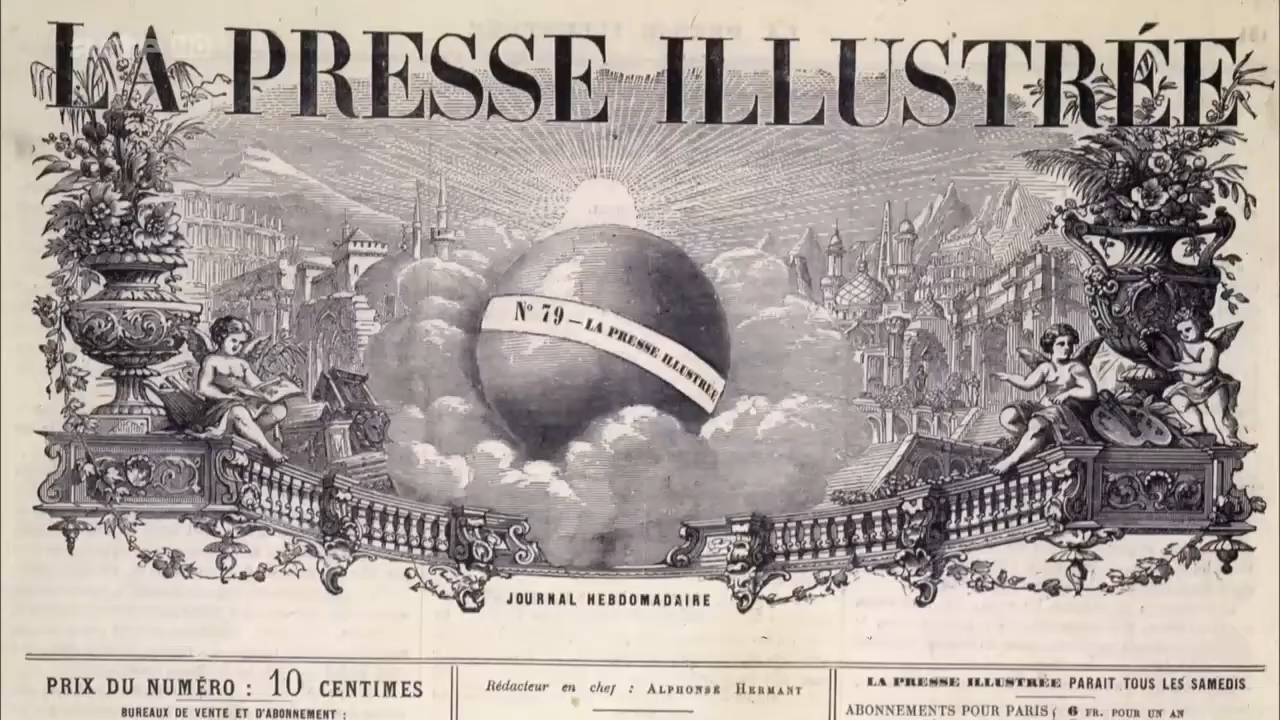 LA PRESSE ILLUSTRÉE
Nº 79 — LA PRESSE ILLUSTRÉE
JOURNAL HEBDOMADAIRE
PRIX DU NUMÉRO : 10 CENTIMES
BUREAUX DE VENTE ET D'ABONNEMENT :
Rédacteur en chef : ALPHONSE HERMANT
LA PRESSE ILLUSTRÉE PARAIT TOUS LES SAMEDIS
ABONNEMENTS POUR PARIS 6 FR. POUR UN AN